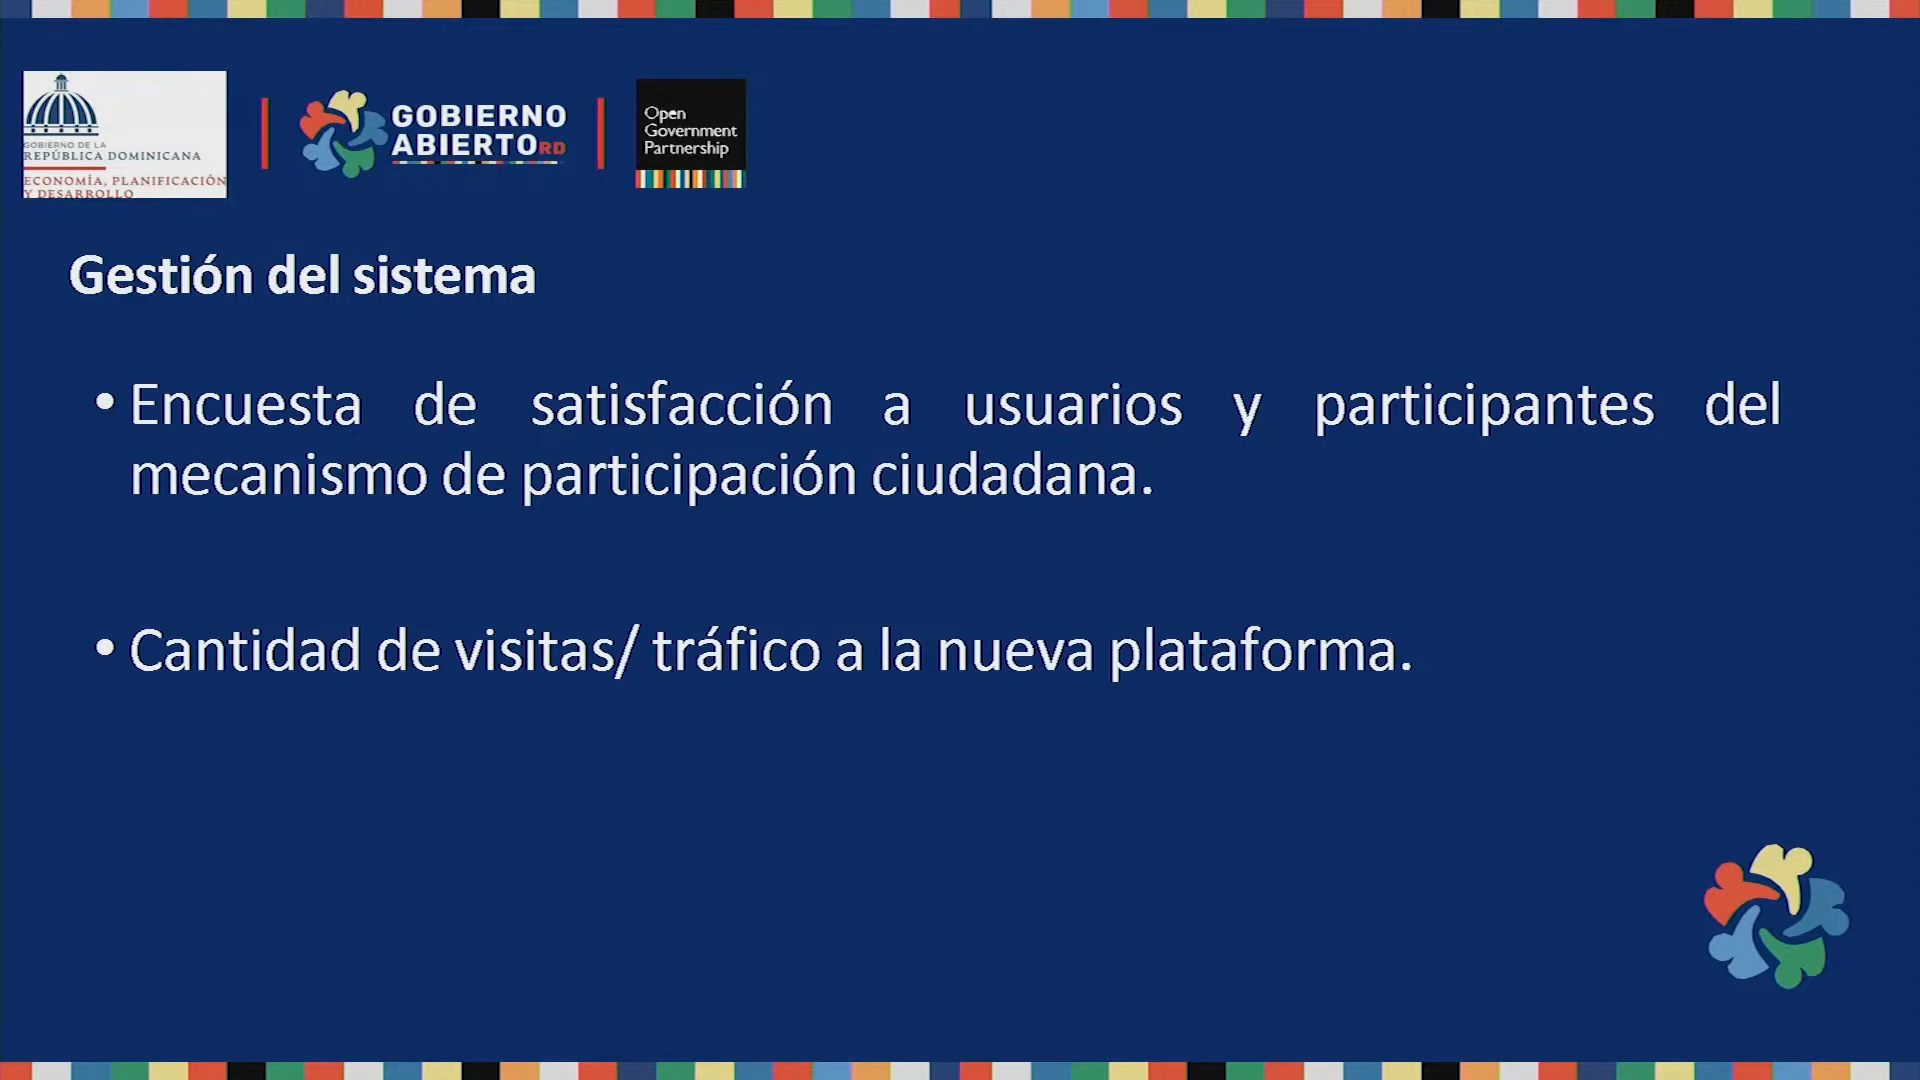 GOBIERNO DE LA
REPÚBLICA DOMINICANA
ECONOMÍA, PLANIFICACIÓN
Y DESARROLLO
GOBIERNO
ABIERTORD
Open
Government
Partnership
Gestión del sistema
• Encuesta de satisfacción a usuarios y participantes del
mecanismo de participación ciudadana.
• Cantidad de visitas/ tráfico a la nueva plataforma.